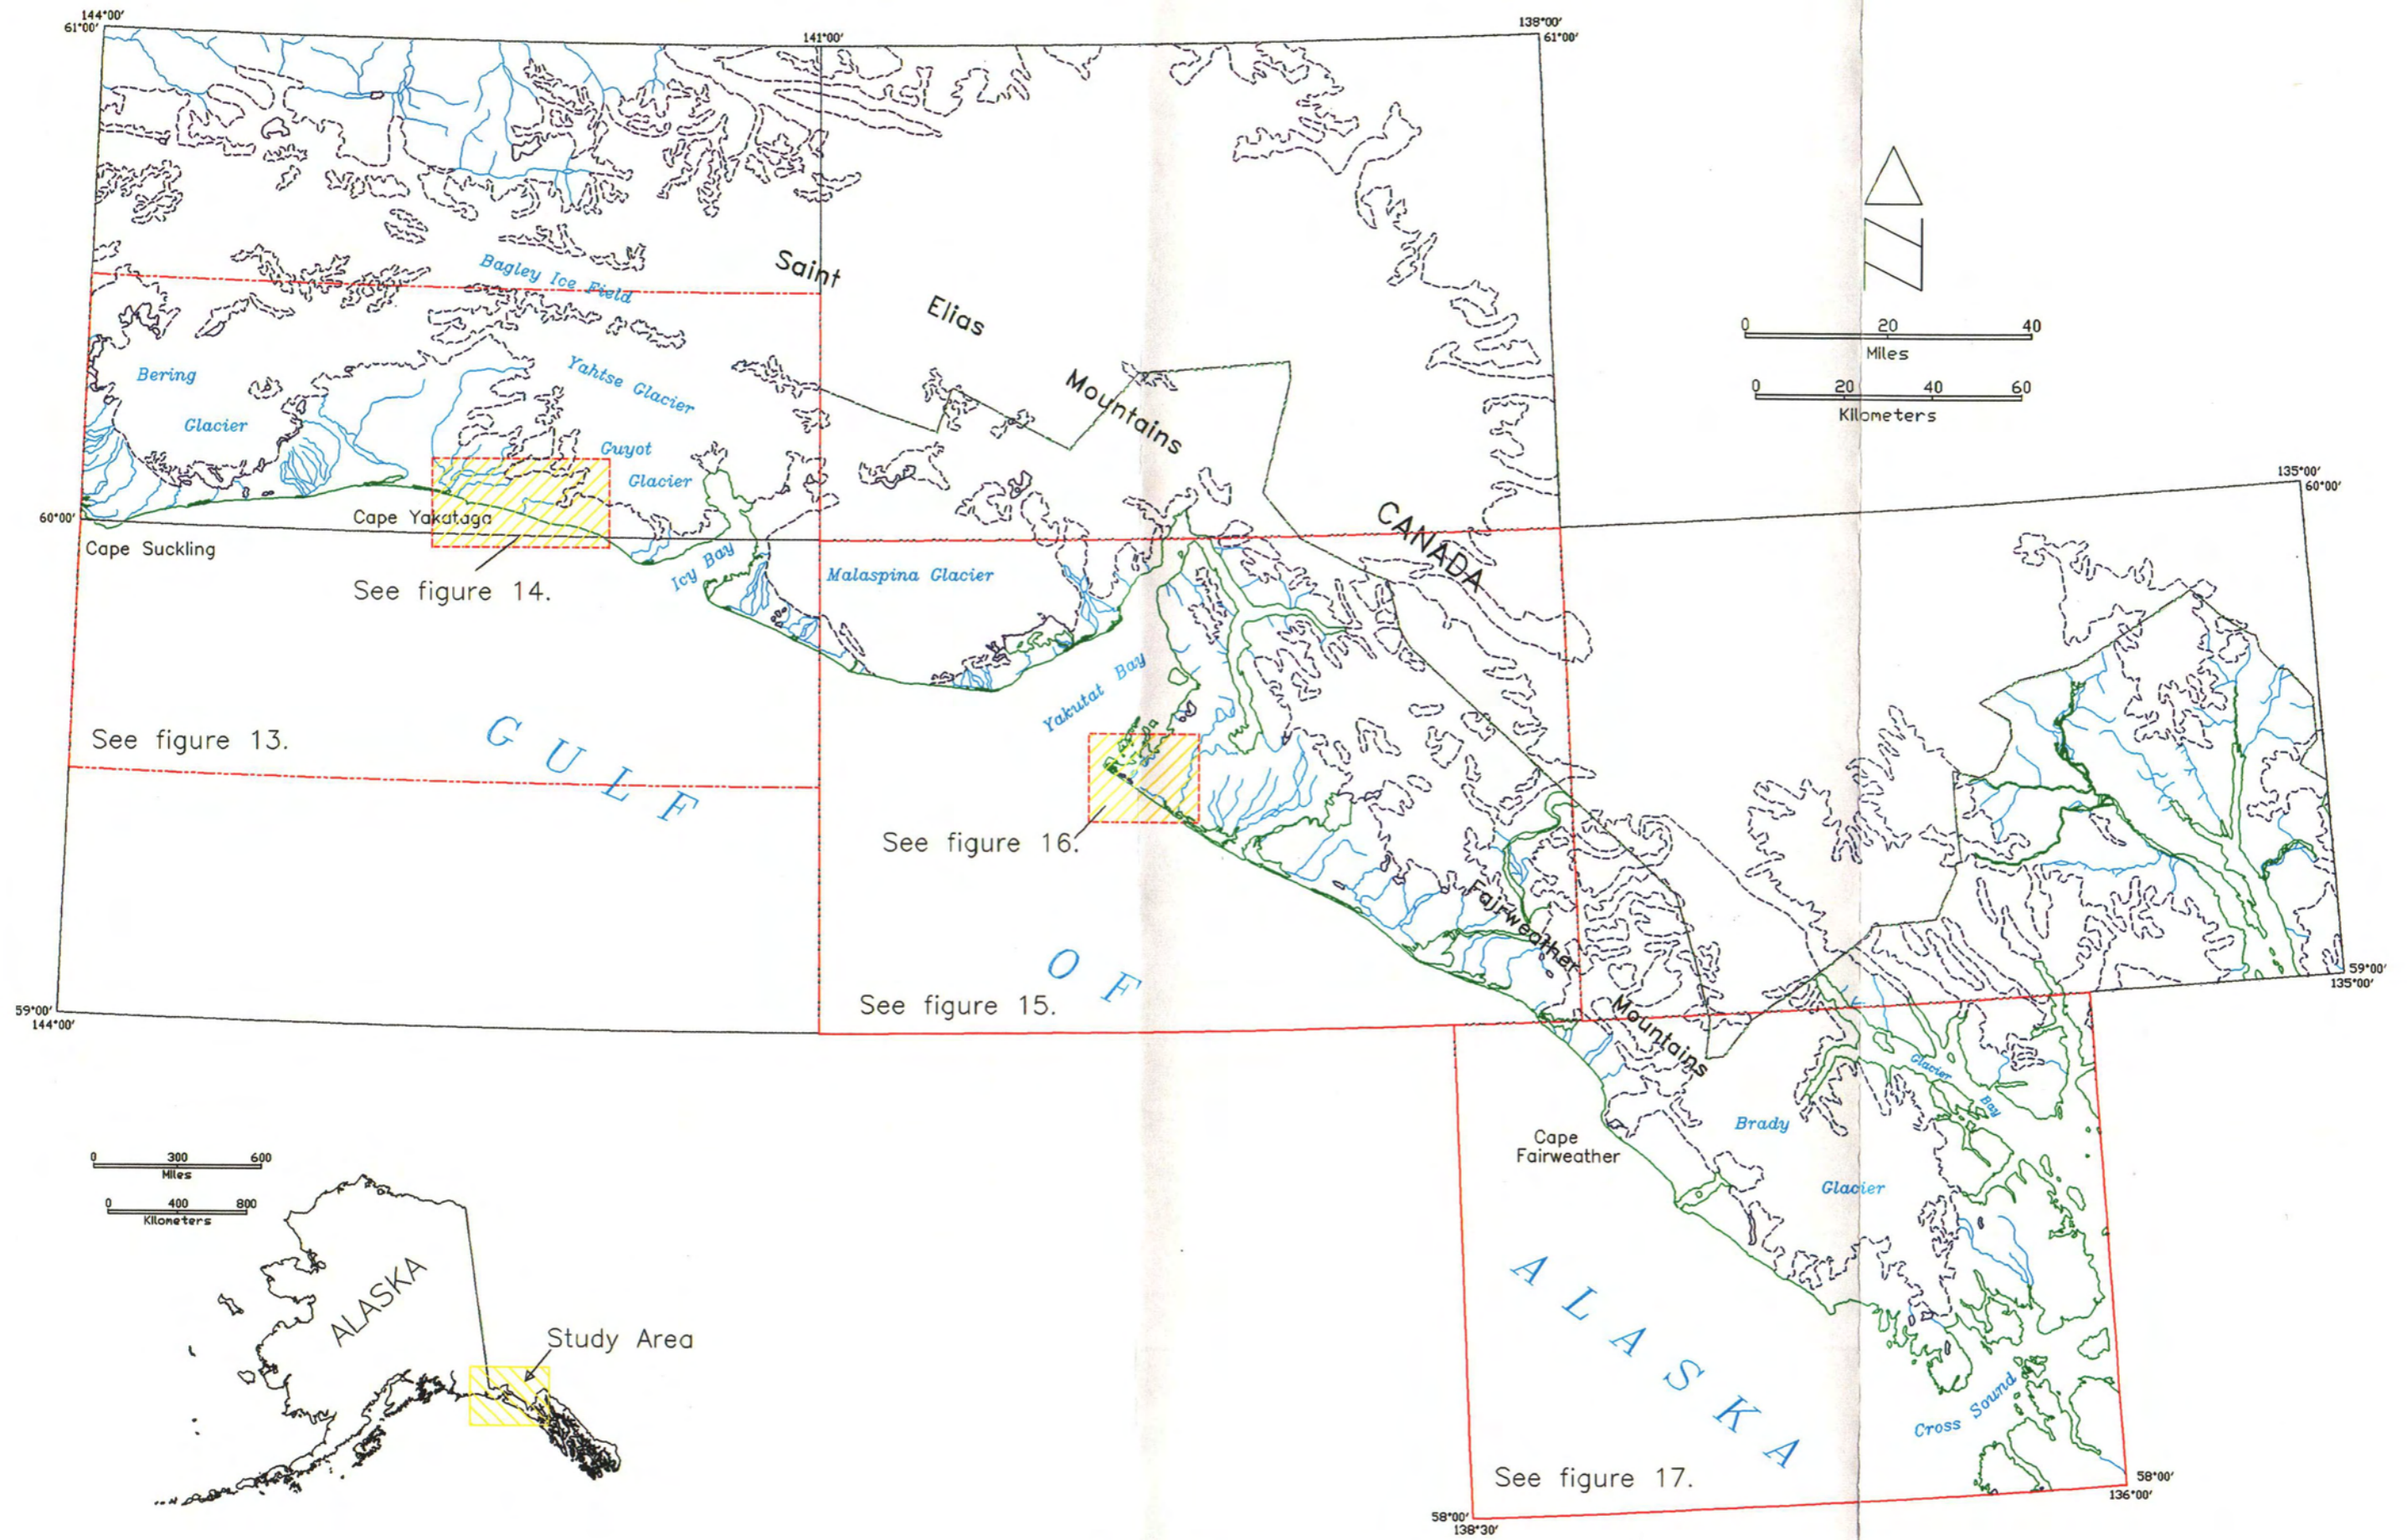 144°00'
61°00'
141°00'
138°00'
61°00'
Saint
Elias
Mountains
Bagley Ice Field
Bering
Glacier
Yahtse Glacier
Guyot
Glacier
0 20 40
Miles
0 20 40 60
Kilometers
135°00'
60°00'
CANADA
60°00'
Cape Yakataga
Cape Suckling
See figure 14.
Icy Bay
Malaspina Glacier
Yakutat Bay
See figure 13.
See figure 16.
GULF
OF
ALASKA
Fairweather
Mountains
See figure 15.
59°00'
144°00'
59°00'
135°00'
Glacier
Bay
Brady
Glacier
Cape
Fairweather
Cross Sound
See figure 17.
58°00'
138°30'
58°00'
136°00'
0 300 600
Miles
0 400 800
Kilometers
ALASKA
Study Area